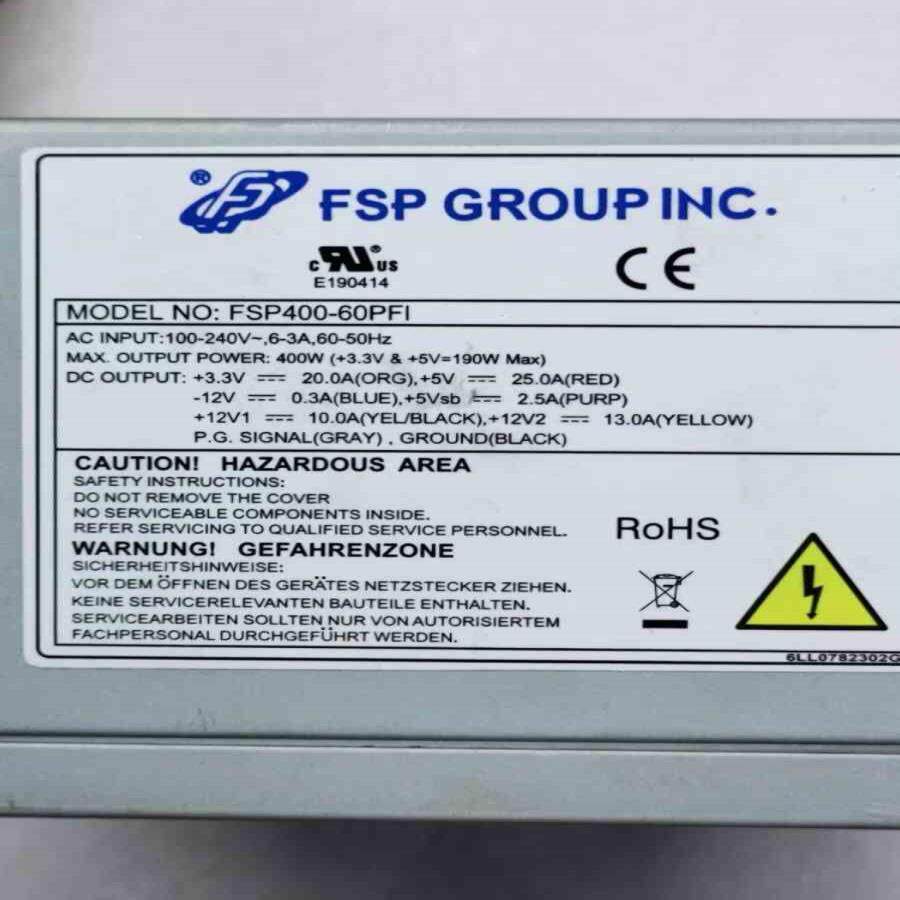 ® FSP GROUP INC.
c RU® US
E190414
CE
MODEL NO: FSP400-60PFI
AC INPUT:100-240V~,6-3A,60-50Hz
MAX. OUTPUT POWER: 400W (+3.3V & +5V=190W Max)
DC OUTPUT: +3.3V ⎓ 20.0A(ORG),+5V ⎓ 25.0A(RED)
-12V ⎓ 0.3A(BLUE),+5Vsb ⎓ 2.5A(PURP)
+12V1 ⎓ 10.0A(YEL/BLACK),+12V2 ⎓ 13.0A(YELLOW)
P.G. SIGNAL(GRAY) , GROUND(BLACK)
CAUTION! HAZARDOUS AREA
SAFETY INSTRUCTIONS:
DO NOT REMOVE THE COVER
NO SERVICEABLE COMPONENTS INSIDE.
REFER SERVICING TO QUALIFIED SERVICE PERSONNEL.
RoHS
WARNUNG! GEFAHRENZONE
SICHERHEITSHINWEISE:
VOR DEM ÖFFNEN DES GERÄTES NETZSTECKER ZIEHEN.
KEINE SERVICERELEVANTEN BAUTEILE ENTHALTEN.
SERVICEARBEITEN SOLLTEN NUR VON AUTORISIERTEM
FACHPERSONAL DURCHGEFÜHRT WERDEN.
6LL0782302G